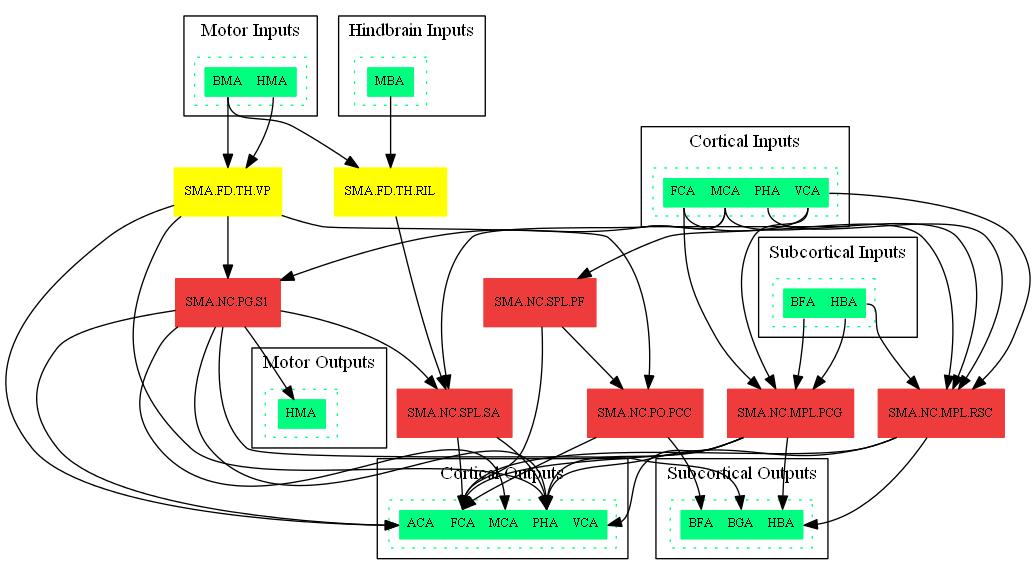 Motor Inputs
Hindbrain Inputs
BMA HMA
MBA
Cortical Inputs
SMA.FD.TH.VP
SMA.FD.TH.RIL
FCA MCA PHA VCA
Subcortical Inputs
SMA.NC.PG.S1
SMA.NC.SPL.PF
BFA HBA
Motor Outputs
HMA
SMA.NC.SPL.SA
SMA.NC.PO.PCC
SMA.NC.MPL.PCG
SMA.NC.MPL.RSC
Cortical Outputs
Subcortical Outputs
ACA FCA MCA PHA VCA
BFA BGA HBA